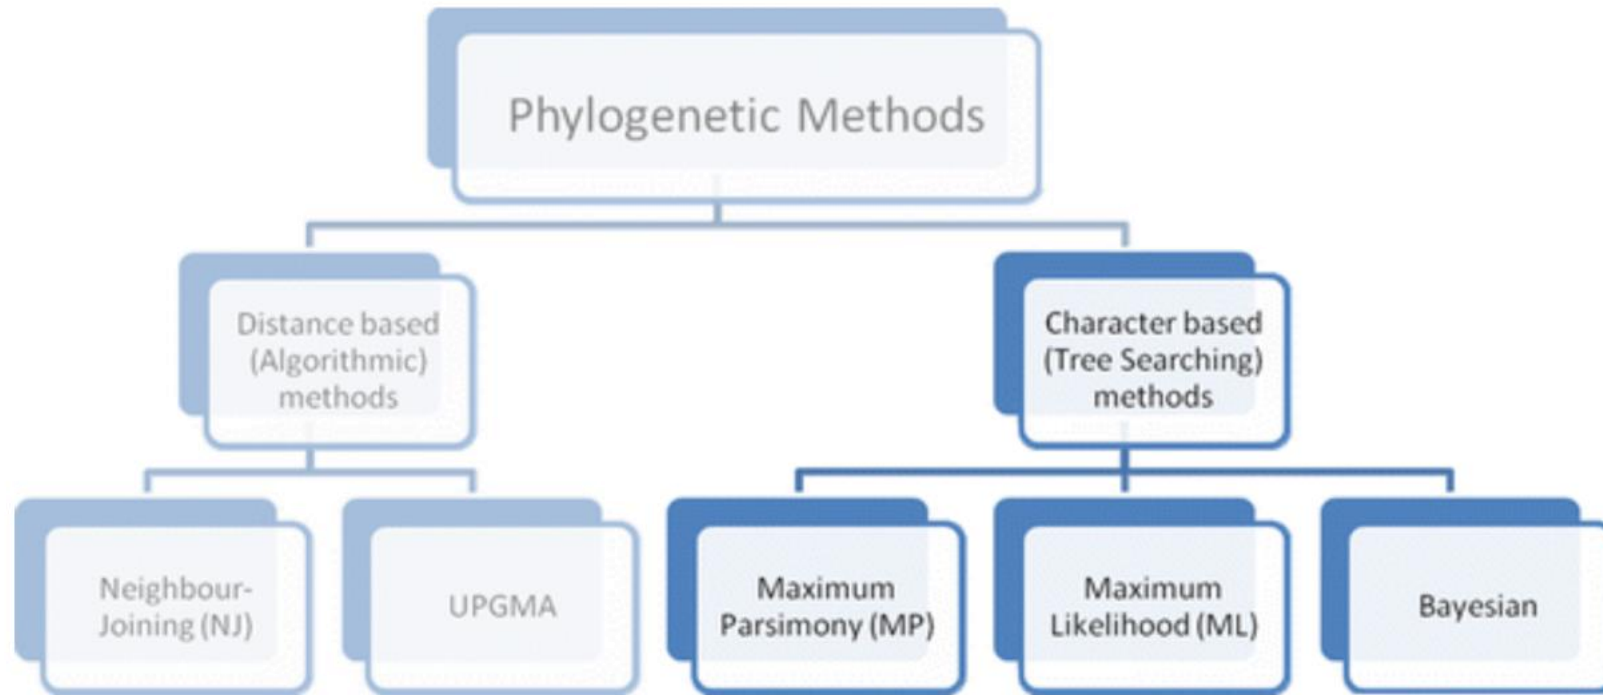 Phylogenetic Methods
Distance based
(Algorithmic)
methods
Character based
(Tree Searching)
methods
Neighbour-
Joining (NJ)
UPGMA
Maximum
Parsimony (MP)
Maximum
Likelihood (ML)
Bayesian